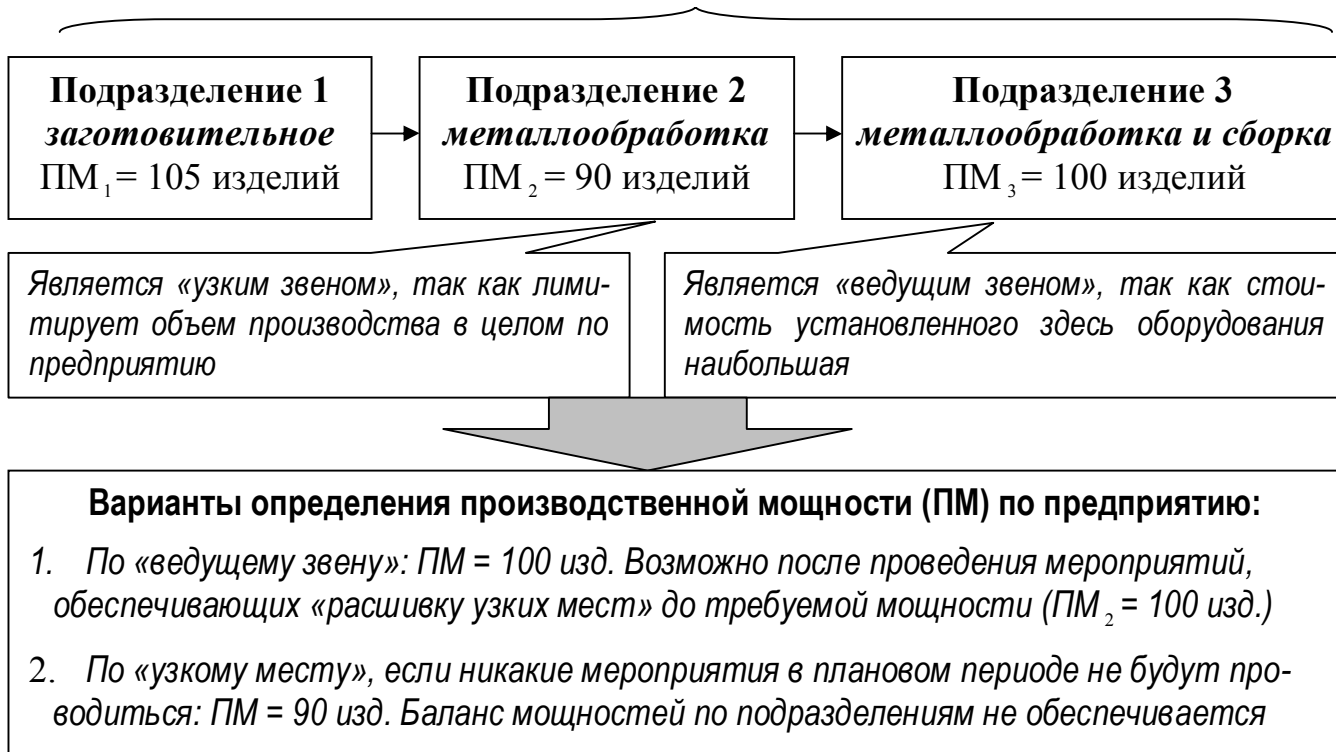 Подразделение 1
заготовительное
ПМ₁ = 105 изделий
Подразделение 2
металлообработка
ПМ₂ = 90 изделий
Подразделение 3
металлообработка и сборка
ПМ₃ = 100 изделий
Является «узким звеном», так как лими-
тирует объем производства в целом по
предприятию
Является «ведущим звеном», так как стои-
мость установленного здесь оборудования
наибольшая
Варианты определения производственной мощности (ПМ) по предприятию:
1. По «ведущему звену»: ПМ = 100 изд. Возможно после проведения мероприятий,
обеспечивающих «расшивку узких мест» до требуемой мощности (ПМ₂ = 100 изд.)
2. По «узкому месту», если никакие мероприятия в плановом периоде не будут про-
водиться: ПМ = 90 изд. Баланс мощностей по подразделениям не обеспечивается